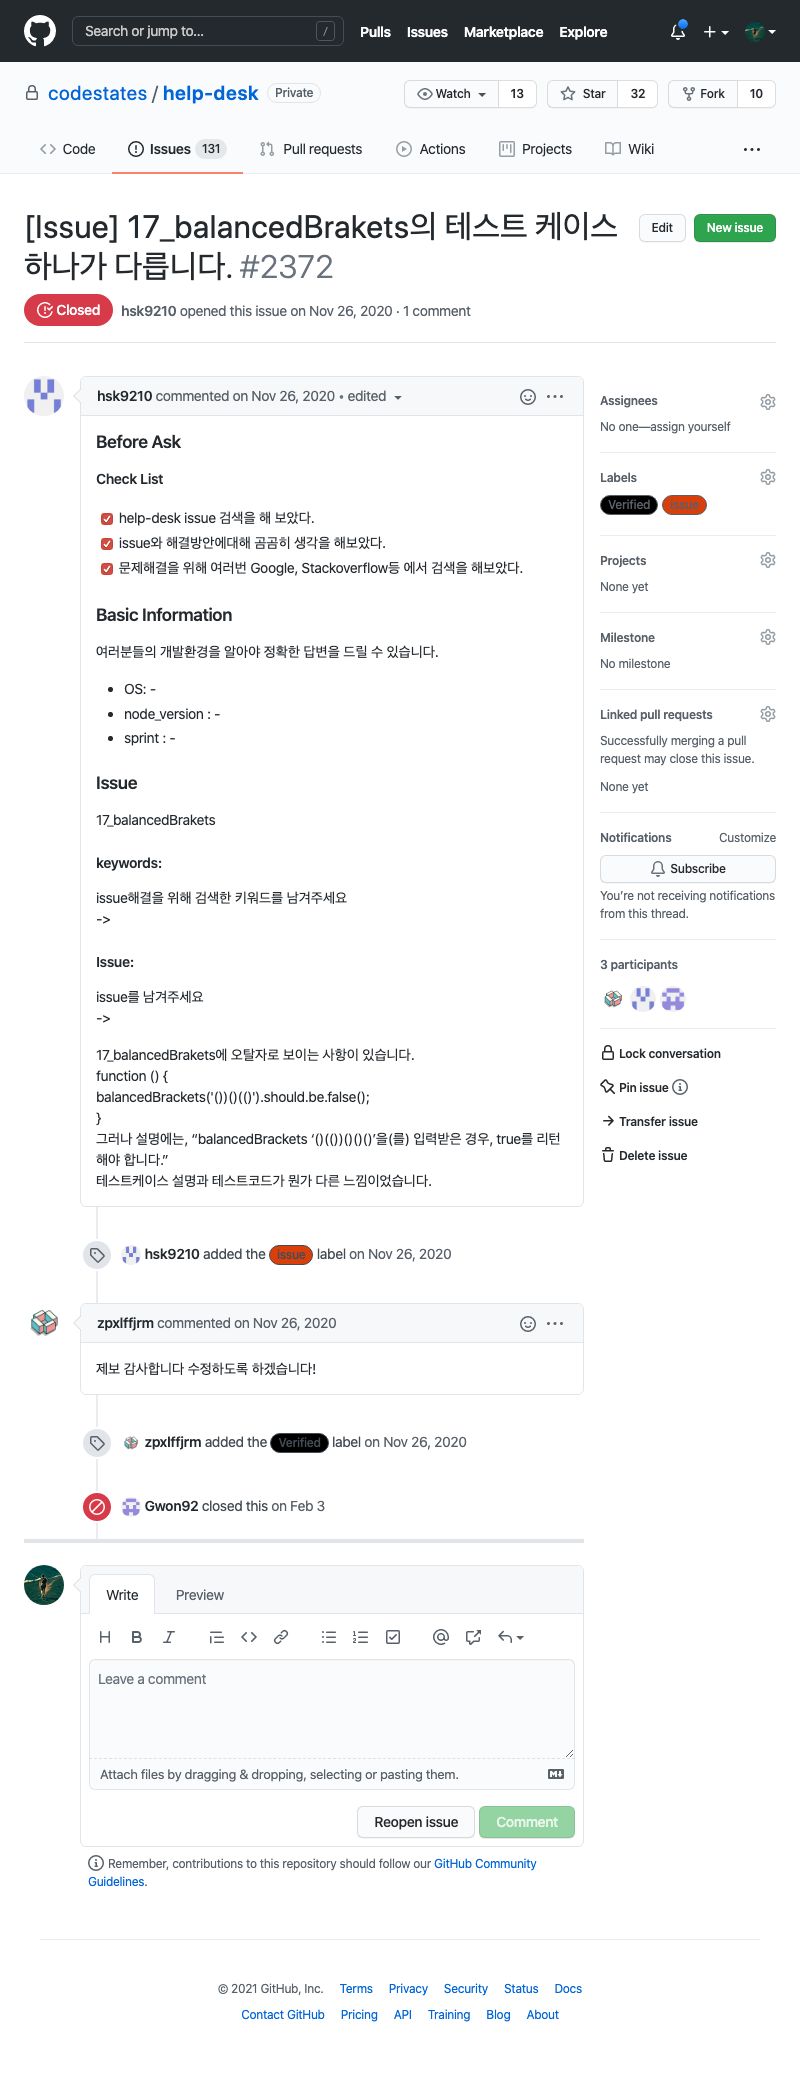 Search or jump to... /
Pulls Issues Marketplace Explore
codestates / help-desk Private
Watch 13 Star 32 Fork 10
Code Issues 131 Pull requests Actions Projects Wiki
[Issue] 17_balancedBrakets의 테스트 케이스
하나가 다릅니다. #2372
Edit New issue
Closed hsk9210 opened this issue on Nov 26, 2020 · 1 comment
hsk9210 commented on Nov 26, 2020 • edited
Before Ask
Check List
help-desk issue 검색을 해 보았다.
issue와 해결방안에대해 곰곰히 생각을 해보았다.
문제해결을 위해 여러번 Google, Stackoverflow등 에서 검색을 해보았다.
Basic Information
여러분들의 개발환경을 알아야 정확한 답변을 드릴 수 있습니다.
• OS: -
• node_version : -
• sprint : -
Issue
17_balancedBrakets
keywords:
issue해결을 위해 검색한 키워드를 남겨주세요
->
Issue:
issue를 남겨주세요
->
17_balancedBrakets에 오탈자로 보이는 사항이 있습니다.
function () {
balancedBrackets('())()(()').should.be.false();
}
그러나 설명에는, “balancedBrackets ‘()(())()()()’을(를) 입력받은 경우, true를 리턴
해야 합니다.”
테스트케이스 설명과 테스트코드가 뭔가 다른 느낌이었습니다.
hsk9210 added the issue label on Nov 26, 2020
zpxlffjrm commented on Nov 26, 2020
제보 감사합니다 수정하도록 하겠습니다!
zpxlffjrm added the Verified label on Nov 26, 2020
Gwon92 closed this on Feb 3
Assignees
No one—assign yourself
Labels
Verified issue
Projects
None yet
Milestone
No milestone
Linked pull requests
Successfully merging a pull
request may close this issue.
None yet
Notifications Customize
Subscribe
You’re not receiving notifications
from this thread.
3 participants
Lock conversation
Pin issue
Transfer issue
Delete issue
Write Preview
Leave a comment
Attach files by dragging & dropping, selecting or pasting them.
Reopen issue Comment
Remember, contributions to this repository should follow our GitHub Community
Guidelines.
© 2021 GitHub, Inc. Terms Privacy Security Status Docs
Contact GitHub Pricing API Training Blog About